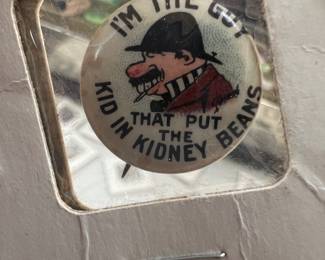 I'M THE GUY
THAT PUT
THE
KID IN KIDNEY BEANS